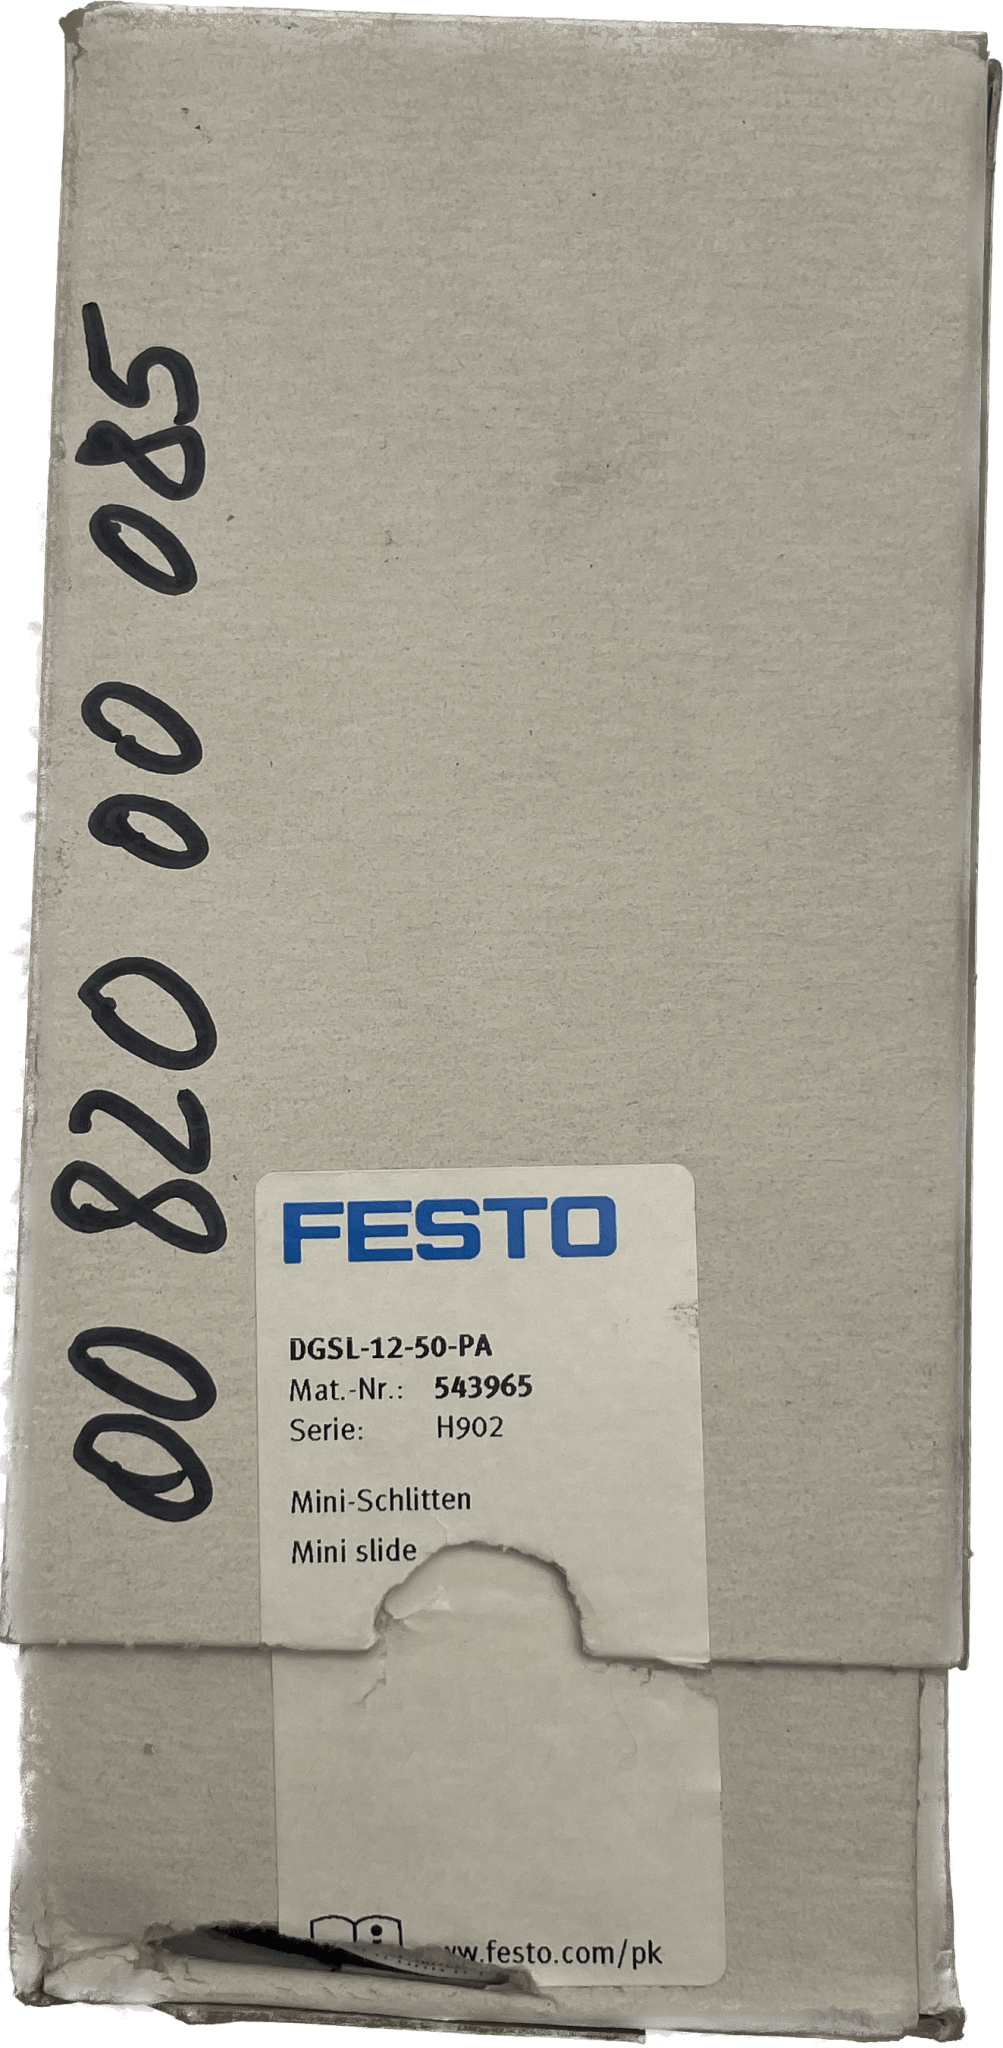 00 820 00 085
FESTO
DGSL-12-50-PA
Mat.-Nr.: 543965
Serie: H902
Mini-Schlitten
Mini slide
.festo.com/pk